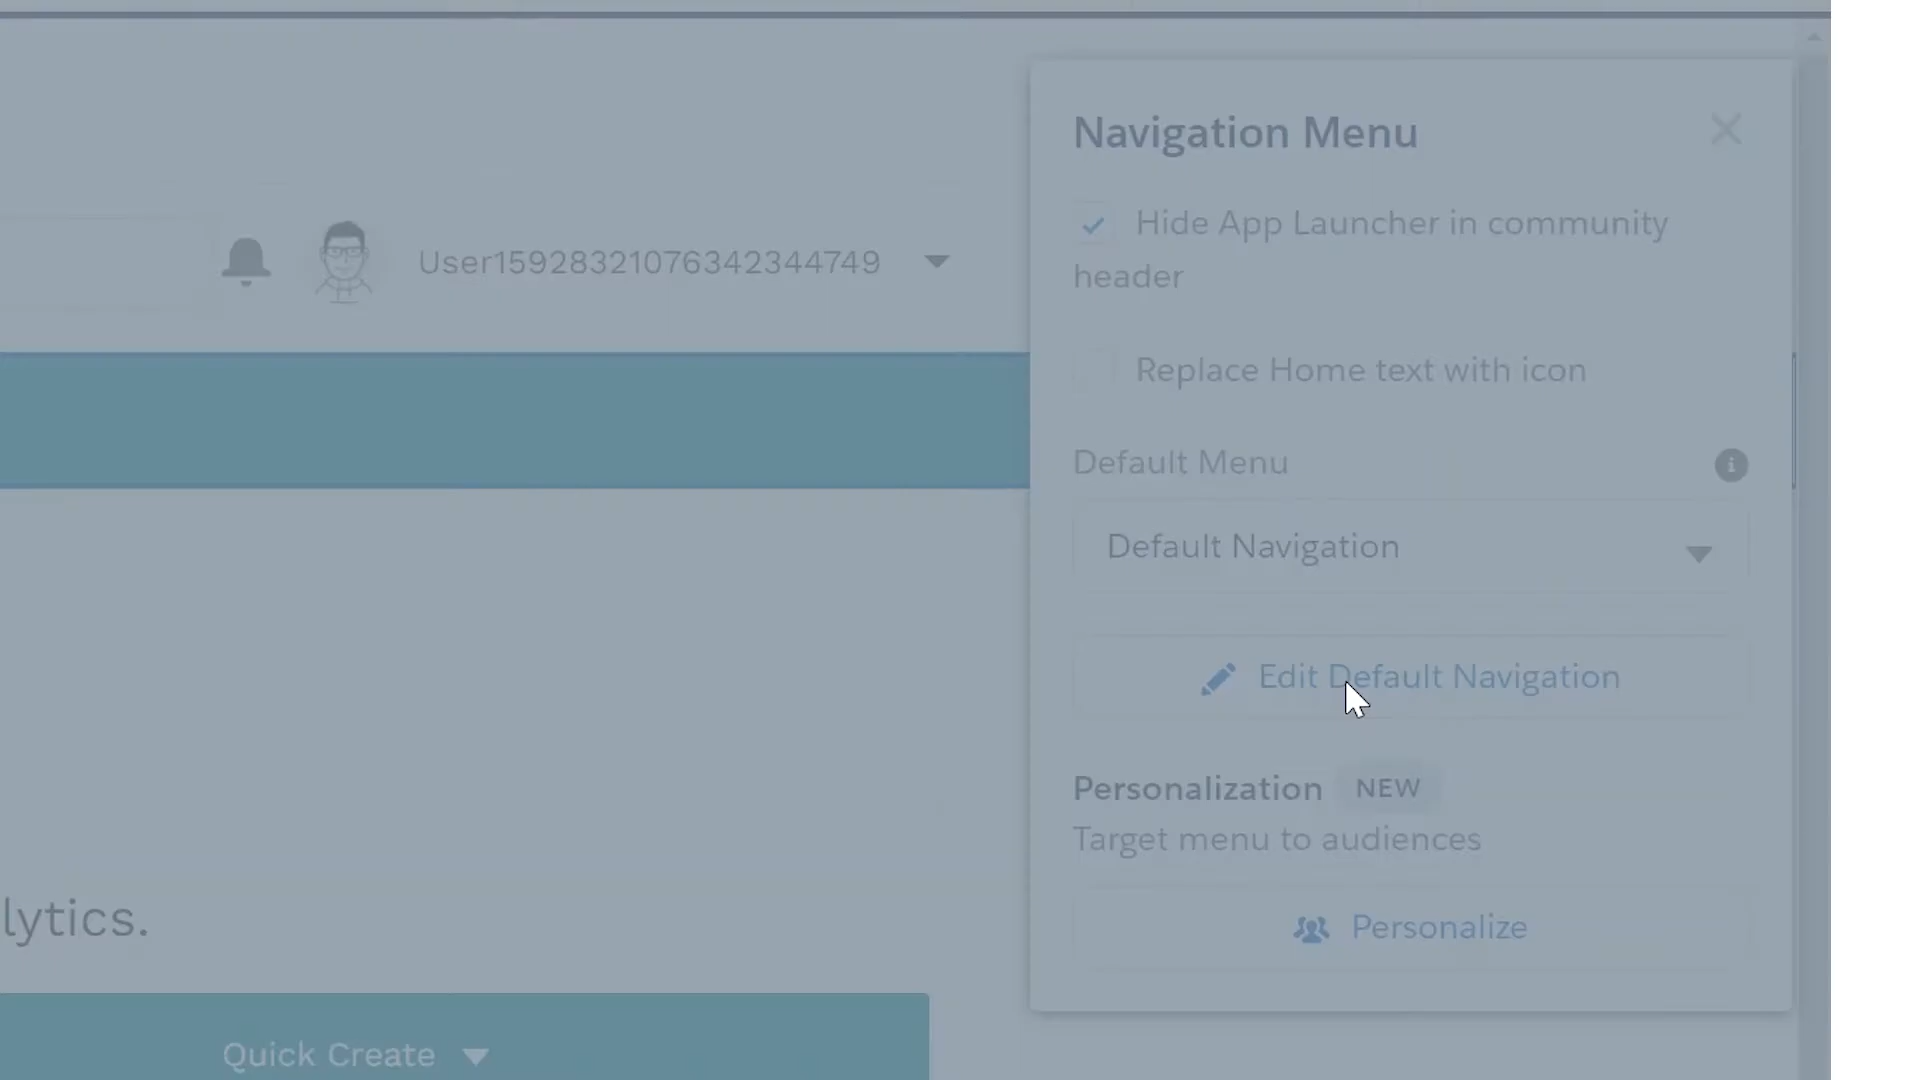 Navigation Menu
Hide App Launcher in community
header
User15928321076342344749
Replace Home text with icon
Default Menu
Default Navigation
Edit Default Navigation
Personalization NEW
Target menu to audiences
lytics.
Personalize
Quick Create